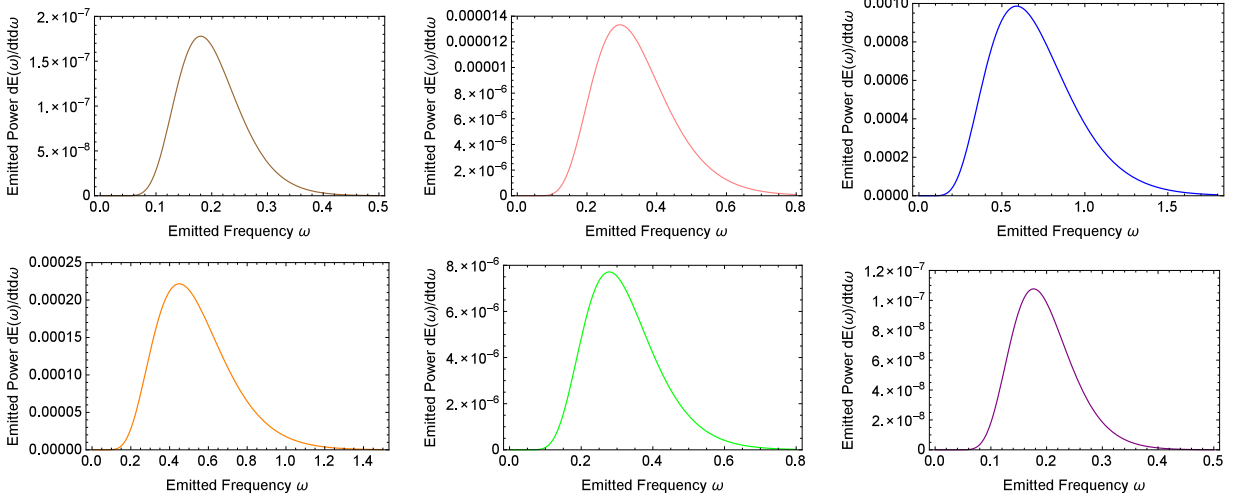 Emitted Power dE(ω)/dtdω
2.×10⁻⁷
1.5×10⁻⁷
1.×10⁻⁷
5.×10⁻⁸
0
0.0 0.1 0.2 0.3 0.4 0.5
Emitted Frequency ω
Emitted Power dE(ω)/dtdω
0.000014
0.000012
0.00001
8.×10⁻⁶
6.×10⁻⁶
4.×10⁻⁶
2.×10⁻⁶
0
0.0 0.2 0.4 0.6 0.8
Emitted Frequency ω
Emitted Power dE(ω)/dtdω
0.0010
0.0008
0.0006
0.0004
0.0002
0.0000
0.0 0.5 1.0 1.5
Emitted Frequency ω
Emitted Power dE(ω)/dtdω
0.00025
0.00020
0.00015
0.00010
0.00005
0.00000
0.0 0.2 0.4 0.6 0.8 1.0 1.2 1.4
Emitted Frequency ω
Emitted Power dE(ω)/dtdω
8.×10⁻⁶
6.×10⁻⁶
4.×10⁻⁶
2.×10⁻⁶
0
0.0 0.2 0.4 0.6 0.8
Emitted Frequency ω
Emitted Power dE(ω)/dtdω
1.2×10⁻⁷
1.×10⁻⁷
8.×10⁻⁸
6.×10⁻⁸
4.×10⁻⁸
2.×10⁻⁸
0
0.0 0.1 0.2 0.3 0.4 0.5
Emitted Frequency ω